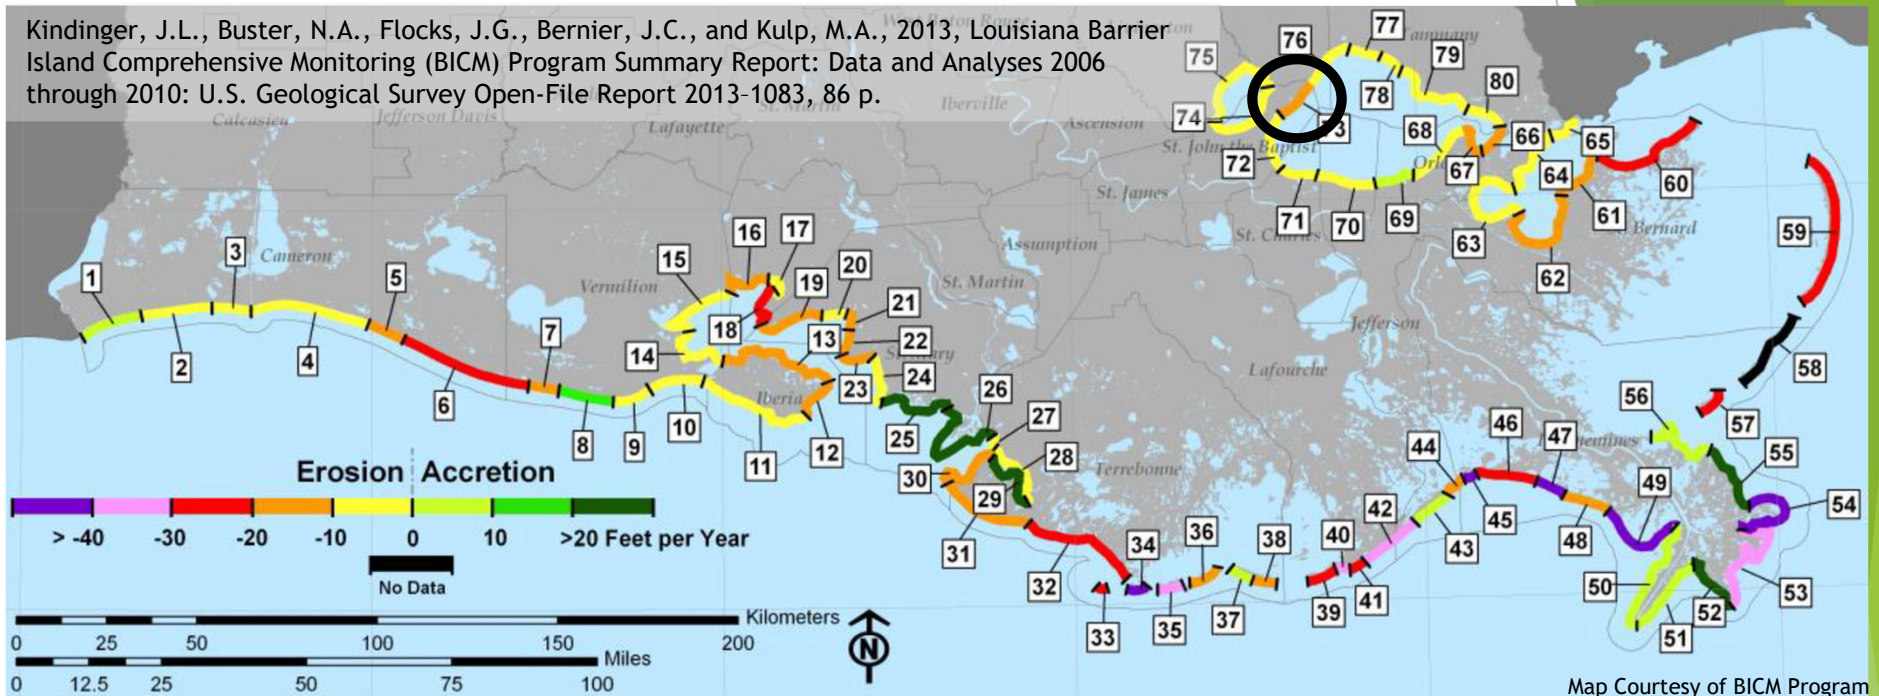 Kindinger, J.L., Buster, N.A., Flocks, J.G., Bernier, J.C., and Kulp, M.A., 2013, Louisiana Barrier
Island Comprehensive Monitoring (BICM) Program Summary Report: Data and Analyses 2006
through 2010: U.S. Geological Survey Open-File Report 2013-1083, 86 p.
West Baton Rouge
77
76
75
79
78
80
74
73
68
66
65
67
64
72
71
70
69
60
61
63
62
59
58
Calcasieu
Jefferson Davis
St. Martin
Iberville
Lafayette
Ascension
St. John the Baptist
St. James
St. Charles
Bernard
Assumption
St. Martin
Jefferson
Lafourche
Cameron
Vermilion
Iberia
Terrebonne
1
2
3
4
5
6
7
8
9
10
11
12
13
14
15
16
17
18
19
20
21
22
23
24
25
26
27
28
29
30
31
32
33
34
35
36
37
38
39
40
41
42
43
44
45
46
47
48
49
50
51
52
53
54
55
56
57
Erosion Accretion
> -40 -30 -20 -10 0 10 >20 Feet per Year
No Data
Kilometers
0 25 50 100 150 200
Miles
0 12.5 25 50 75 100
N
Map Courtesy of BICM Program